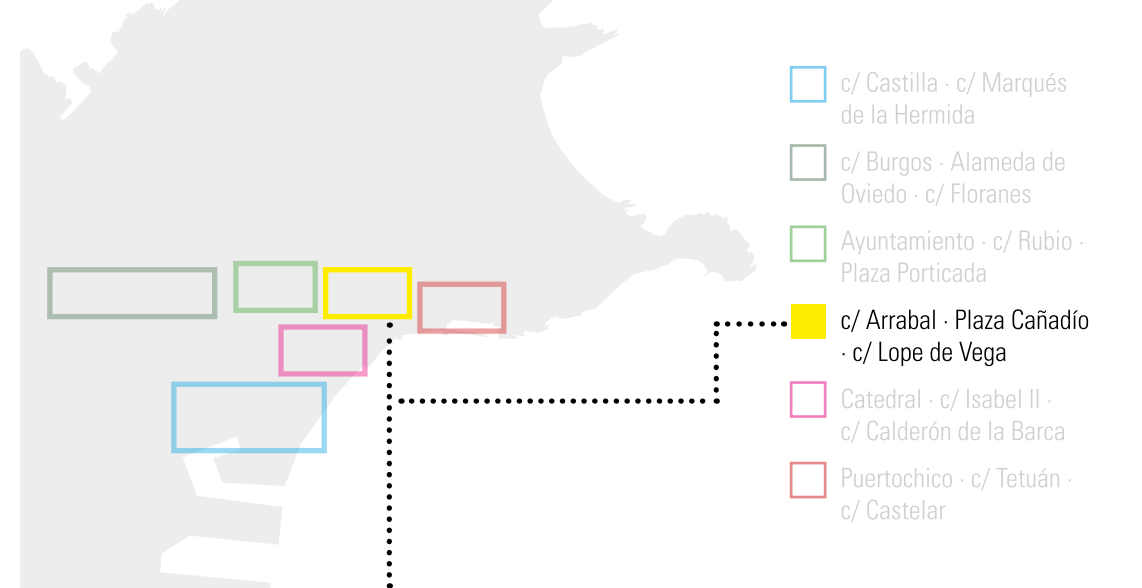 c/ Castilla · c/ Marqués
de la Hermida
c/ Burgos · Alameda de
Oviedo · c/ Floranes
Ayuntamiento · c/ Rubio ·
Plaza Porticada
c/ Arrabal · Plaza Cañadío
· c/ Lope de Vega
Catedral · c/ Isabel II ·
c/ Calderón de la Barca
Puertochico · c/ Tetuán ·
c/ Castelar